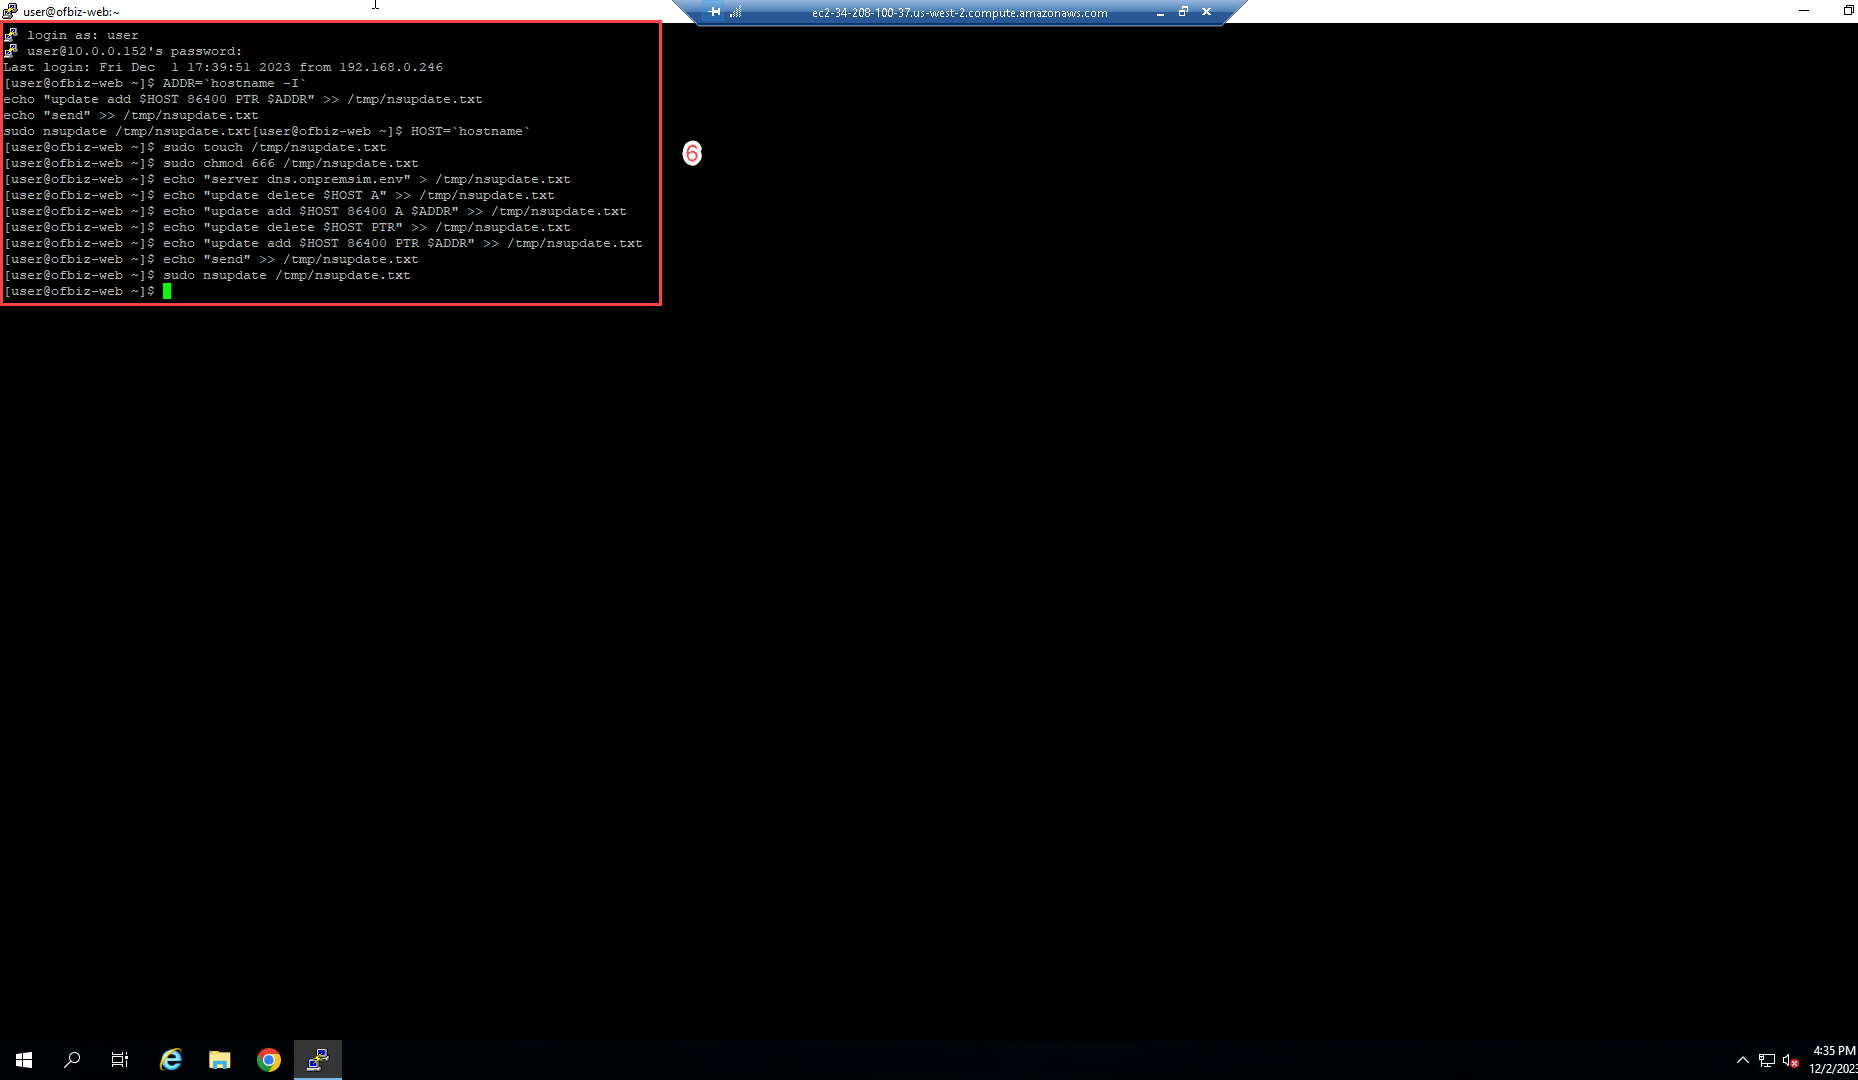 user@ofbiz-web:~
ec2-34-208-100-37.us-west-2.compute.amazonaws.com
login as: user
user@10.0.0.152's password:
Last login: Fri Dec  1 17:39:51 2023 from 192.168.0.246
[user@ofbiz-web ~]$ ADDR=`hostname -I`
echo "update add $HOST 86400 PTR $ADDR" >> /tmp/nsupdate.txt
echo "send" >> /tmp/nsupdate.txt
sudo nsupdate /tmp/nsupdate.txt[user@ofbiz-web ~]$ HOST=`hostname`
[user@ofbiz-web ~]$ sudo touch /tmp/nsupdate.txt
[user@ofbiz-web ~]$ sudo chmod 666 /tmp/nsupdate.txt
[user@ofbiz-web ~]$ echo "server dns.onpremsim.env" > /tmp/nsupdate.txt
[user@ofbiz-web ~]$ echo "update delete $HOST A" >> /tmp/nsupdate.txt
[user@ofbiz-web ~]$ echo "update add $HOST 86400 A $ADDR" >> /tmp/nsupdate.txt
[user@ofbiz-web ~]$ echo "update delete $HOST PTR" >> /tmp/nsupdate.txt
[user@ofbiz-web ~]$ echo "update add $HOST 86400 PTR $ADDR" >> /tmp/nsupdate.txt
[user@ofbiz-web ~]$ echo "send" >> /tmp/nsupdate.txt
[user@ofbiz-web ~]$ sudo nsupdate /tmp/nsupdate.txt
[user@ofbiz-web ~]$
6
4:35 PM
12/2/2023